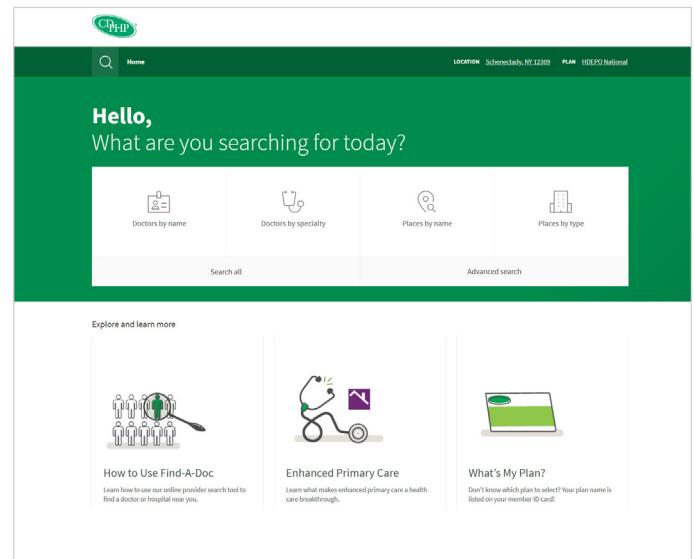 CDPHP
Home
LOCATION Schenectady, NY 12309 PLAN HDEPO National
Hello,
What are you searching for today?
Doctors by name
Doctors by specialty
Places by name
Places by type
Search all
Advanced search
Explore and learn more
How to Use Find-A-Doc
Learn how to use our online provider search tool to
find a doctor or hospital near you.
Enhanced Primary Care
Learn what makes enhanced primary care a health
care breakthrough.
What's My Plan?
Don't know which plan to select? Your plan name is
listed on your member ID card!